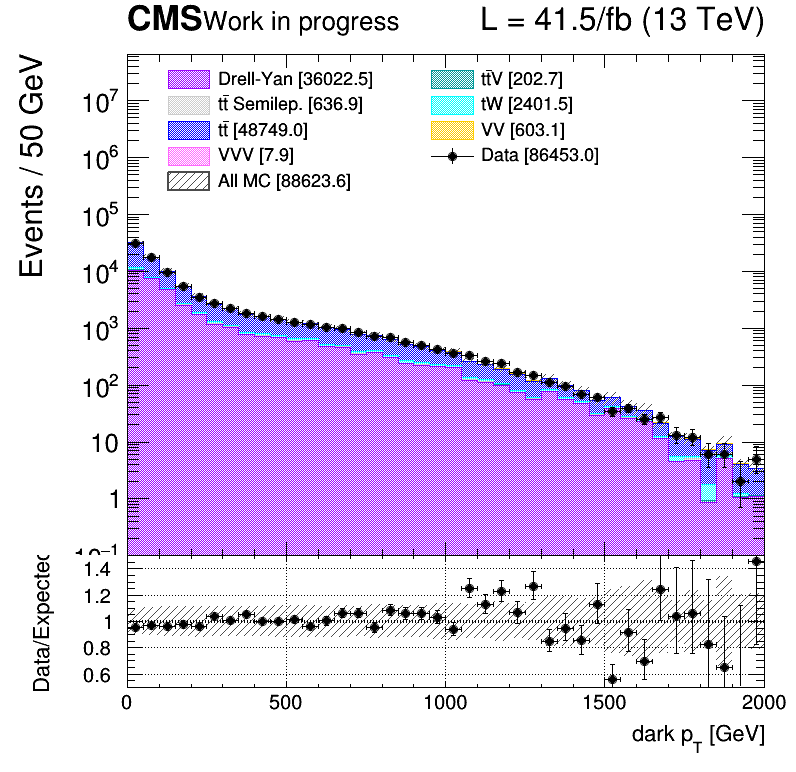 CMS Work in progress L = 41.5/fb (13 TeV)
Events / 50 GeV
Drell-Yan [36022.5]
tt̄ Semilep. [636.9]
tt̄ [48749.0]
VVV [7.9]
All MC [88623.6]
tt̄V [202.7]
tW [2401.5]
VV [603.1]
Data [86453.0]
10⁷
10⁶
10⁵
10⁴
10³
10²
10
1
10⁻¹
Data/Expected
1.4
1.2
1
0.8
0.6
0 500 1000 1500 2000
dark p_T [GeV]